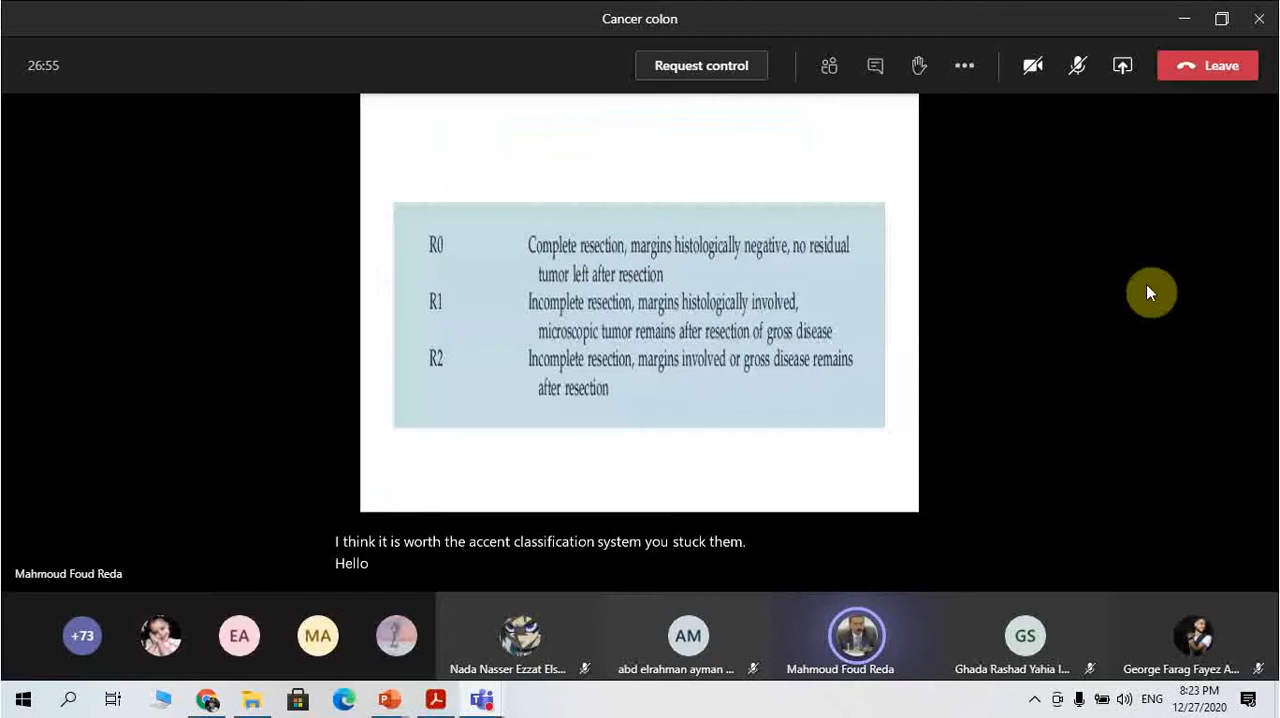 Cancer colon
26:55
Request control
Leave
R0 Complete resection, margins histologically negative, no residual
tumor left after resection
R1 Incomplete resection, margins histologically involved,
microscopic tumor remains after resection of gross disease
R2 Incomplete resection, margins involved or gross disease remains
after resection
I think it is worth the accent classification system you stuck them.
Hello
Mahmoud Foud Reda
+73
EA
MA
AM
GS
Nada Nasser Ezzat Els...
abd elrahman ayman ...
Mahmoud Foud Reda
Ghada Rashad Yahia I...
George Farag Fayez A...
ENG
8:23 PM
12/27/2020